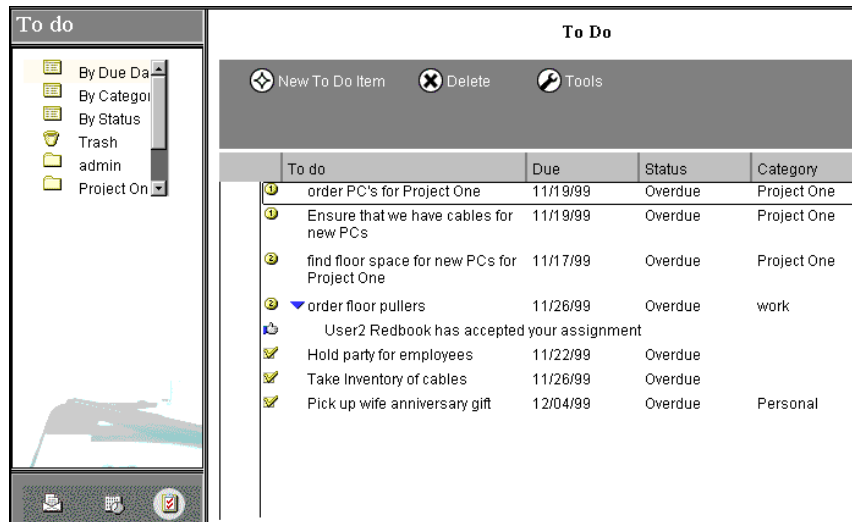 To do
By Due Da
By Categor
By Status
Trash
admin
Project On
To Do
New To Do Item Delete Tools
To do Due Status Category
1 order PC's for Project One 11/19/99 Overdue Project One
1 Ensure that we have cables for 11/19/99 Overdue Project One
new PCs
2 find floor space for new PCs for 11/17/99 Overdue Project One
Project One
2 order floor pullers 11/26/99 Overdue work
User2 Redbook has accepted your assignment
Hold party for employees 11/22/99 Overdue
Take Inventory of cables 11/26/99 Overdue
Pick up wife anniversary gift 12/04/99 Overdue Personal